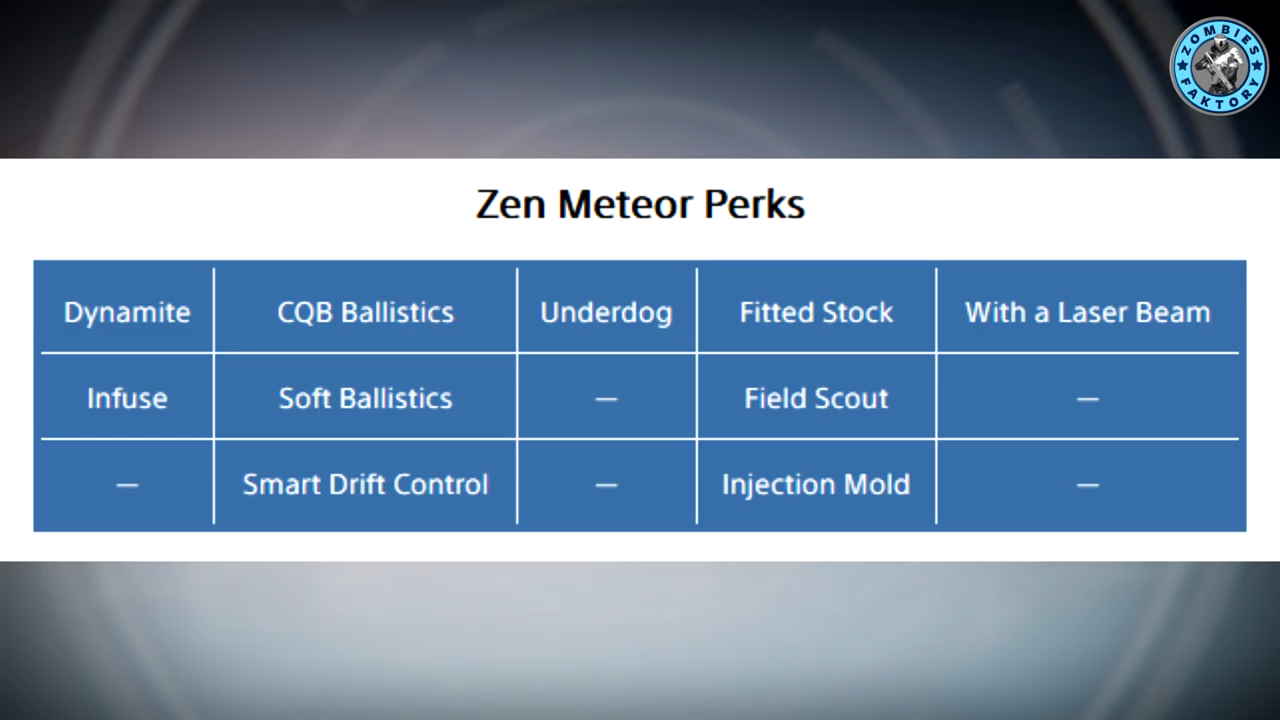 ZOMBIES
FAKTORY
Zen Meteor Perks
Dynamite CQB Ballistics Underdog Fitted Stock With a Laser Beam
Infuse Soft Ballistics — Field Scout —
— Smart Drift Control — Injection Mold —